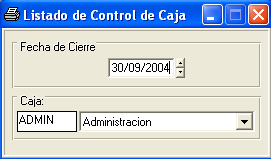 Listado de Control de Caja
Fecha de Cierre
30/09/2004
Caja:
ADMIN Administracion